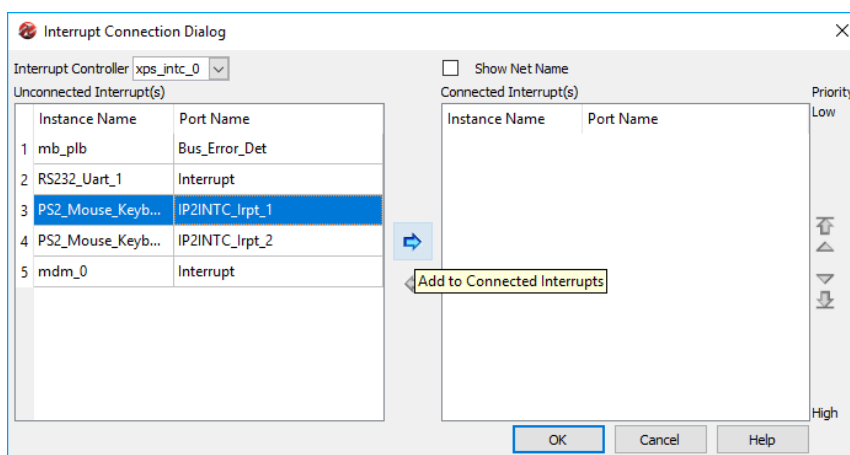 Interrupt Connection Dialog
Interrupt Controller xps_intc_0
Show Net Name
Unconnected Interrupt(s)
Connected Interrupt(s)
Priority
Instance Name Port Name
Instance Name Port Name
Low
1 mb_plb Bus_Error_Det
2 RS232_Uart_1 Interrupt
3 PS2_Mouse_Keyb... IP2INTC_Irpt_1
4 PS2_Mouse_Keyb... IP2INTC_Irpt_2
5 mdm_0 Interrupt
Add to Connected Interrupts
High
OK Cancel Help